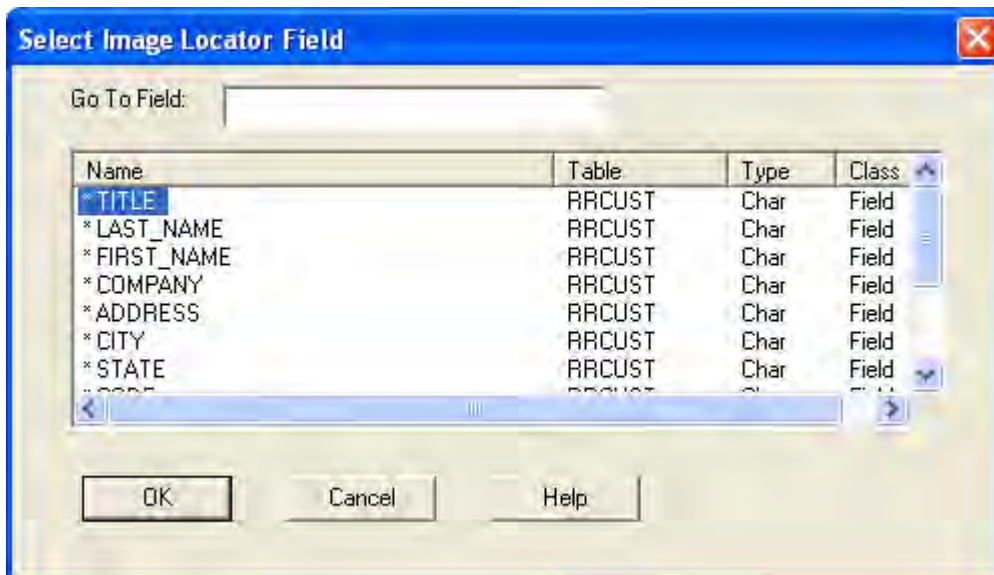 Select Image Locator Field
Go To Field:
Name Table Type Class
* TITLE RRCUST Char Field
* LAST_NAME RRCUST Char Field
* FIRST_NAME RRCUST Char Field
* COMPANY RRCUST Char Field
* ADDRESS RRCUST Char Field
* CITY RRCUST Char Field
* STATE RRCUST Char Field
OK Cancel Help